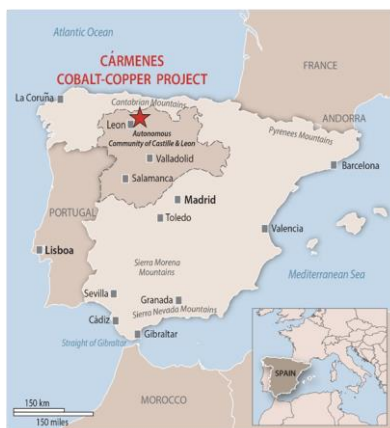 Atlantic Ocean
CÁRMENES
COBALT-COPPER PROJECT
FRANCE
La Coruña
Cantabrian Mountains
ANDORRA
Leon
Autonomous
Community of Castille & Leon
Pyrenees Mountains
Valladolid
Barcelona
Salamanca
PORTUGAL
Madrid
Toledo
Lisboa
Valencia
Sierra Morena
Mountains
Mediterranean Sea
Sevilla
Granada
Sierra Nevada Mountains
Cádiz
Gibraltar
Straight of Gibraltar
SPAIN
150 km
150 miles
MOROCCO